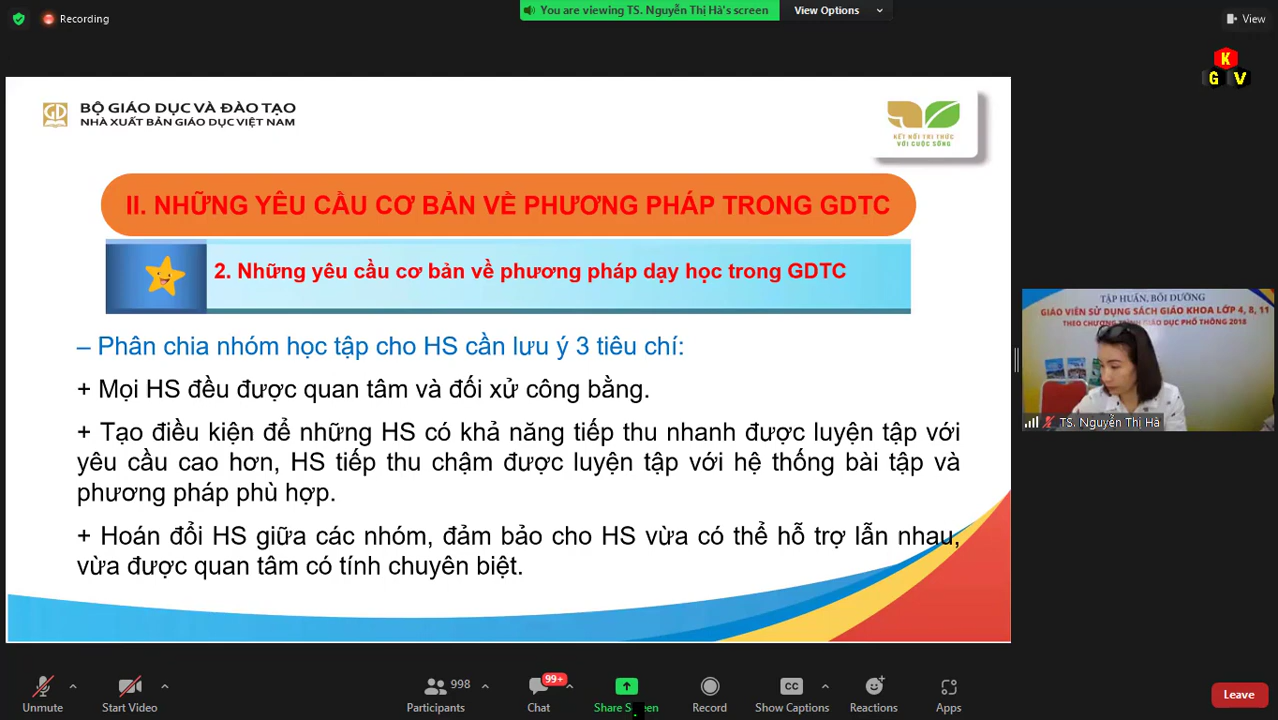 Recording
You are viewing TS. Nguyễn Thị Hà's screen
View Options
View
K
G V
BỘ GIÁO DỤC VÀ ĐÀO TẠO
NHÀ XUẤT BẢN GIÁO DỤC VIỆT NAM
KẾT NỐI TRI THỨC
VỚI CUỘC SỐNG
II. NHỮNG YÊU CẦU CƠ BẢN VỀ PHƯƠNG PHÁP TRONG GDTC
2. Những yêu cầu cơ bản về phương pháp dạy học trong GDTC
– Phân chia nhóm học tập cho HS cần lưu ý 3 tiêu chí:
+ Mọi HS đều được quan tâm và đối xử công bằng.
+ Tạo điều kiện để những HS có khả năng tiếp thu nhanh được luyện tập với
yêu cầu cao hơn, HS tiếp thu chậm được luyện tập với hệ thống bài tập và
phương pháp phù hợp.
+ Hoán đổi HS giữa các nhóm, đảm bảo cho HS vừa có thể hỗ trợ lẫn nhau,
vừa được quan tâm có tính chuyên biệt.
TẬP HUẤN, BỒI DƯỠNG
GIÁO VIÊN SỬ DỤNG SÁCH GIÁO KHOA LỚP 4, 8, 11
THEO CHƯƠNG TRÌNH GIÁO DỤC PHỔ THÔNG 2018
TS. Nguyễn Thị Hà
Unmute
Start Video
Participants
998
Chat
99+
Share Screen
Record
CC
Show Captions
Reactions
Apps
Leave